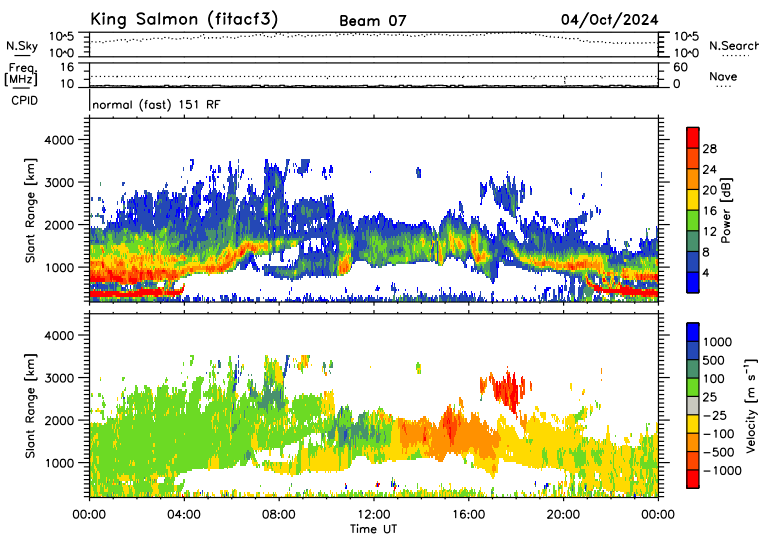 King Salmon (fitacf3) Beam 07 04/Oct/2024
N.Sky 10^5 10^0 10^5 10^0 N.Search
Freq [MHz] 16 10 60 0 Nave
CPID normal (fast) 151 RF
Slant Range [km] 4000 3000 2000 1000
Power [dB] 28 24 20 16 12 8 4
Slant Range [km] 4000 3000 2000 1000
Velocity [m s⁻¹] 1000 500 100 25 −25 −100 −500 −1000
00:00 04:00 08:00 12:00 16:00 20:00 00:00
Time UT